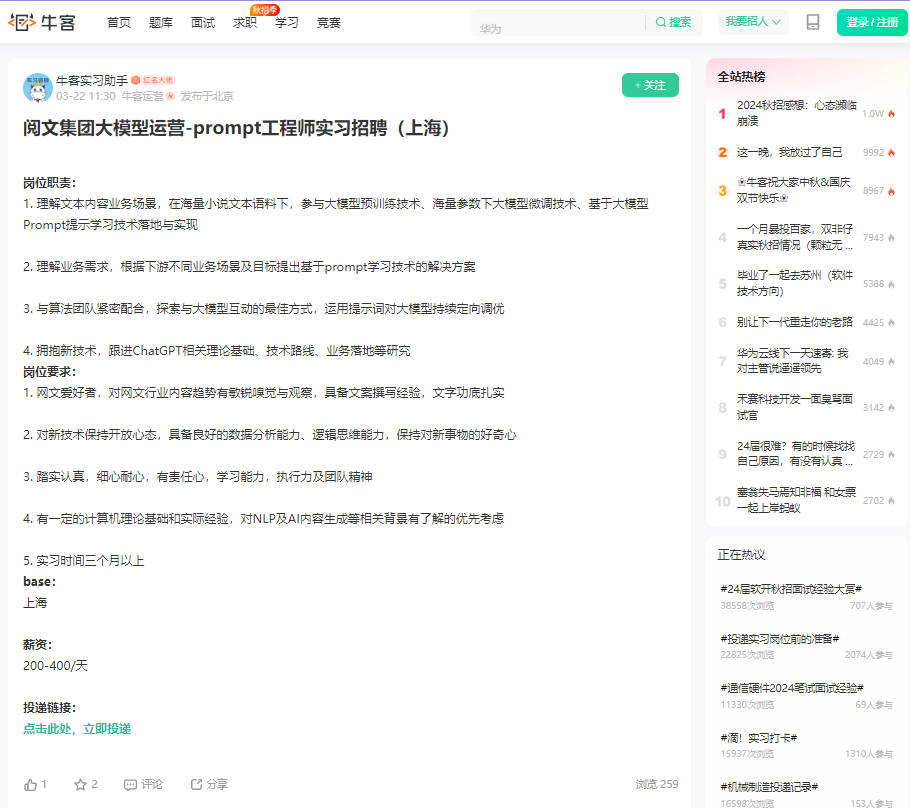 牛客
首页 题库 面试 求职 学习 竞赛
秋招季
华为
搜索
我要招人
登录 / 注册
牛客实习助手
红名大佬
03-22 11:30 牛客运营 发布于北京
+ 关注
阅文集团大模型运营-prompt工程师实习招聘（上海）
岗位职责：
1. 理解文本内容业务场景，在海量小说文本语料下，参与大模型预训练技术、海量参数下大模型微调技术、基于大模型
Prompt提示学习技术落地与实现
2. 理解业务需求，根据下游不同业务场景及目标提出基于prompt学习技术的解决方案
3. 与算法团队紧密配合，探索与大模型互动的最佳方式，运用提示词对大模型持续定向调优
4. 拥抱新技术，跟进ChatGPT相关理论基础、技术路线、业务落地等研究
岗位要求：
1. 网文爱好者，对网文行业内容趋势有敏锐嗅觉与观察，具备文案撰写经验，文字功底扎实
2. 对新技术保持开放心态，具备良好的数据分析能力、逻辑思维能力，保持对新事物的好奇心
3. 踏实认真，细心耐心，有责任心，学习能力，执行力及团队精神
4. 有一定的计算机理论基础和实际经验，对NLP及AI内容生成等相关背景有了解的优先考虑
5. 实习时间三个月以上
base：
上海
薪资：
200-400/天
投递链接：
点击此处，立即投递
1 2 评论 分享
浏览 259
全站热榜
1 2024秋招感想：心态濒临 1.0W
崩溃
2 这一晚，我放过了自己 9992
3 ❀牛客祝大家中秋&国庆 8967
双节快乐❀
4 一个月暴投百家，双非仔 7943
真实秋招情况（颗粒无 ...
5 毕业了一起去苏州（软件 5388
技术方向）
6 别让下一代重走你的老路 4425
7 华为云线下一天速寄: 我 4049
对主管说遥遥领先
8 禾赛科技开发一面臭骂面 3142
试官
9 24届很难？有的时候找找 2729
自己原因，有没有认真 ...
10 塞翁失马焉知非福 和女票 2702
一起上岸蚂蚁
正在热议
#24届软开秋招面试经验大赏#
38558次浏览 707人参与
#投递实习岗位前的准备#
22825次浏览 2074人参与
#通信硬件2024笔试面试经验#
11330次浏览 69人参与
#滴！实习打卡#
15937次浏览 1310人参与
#机械制造投递记录#
16598次浏览 153人参与